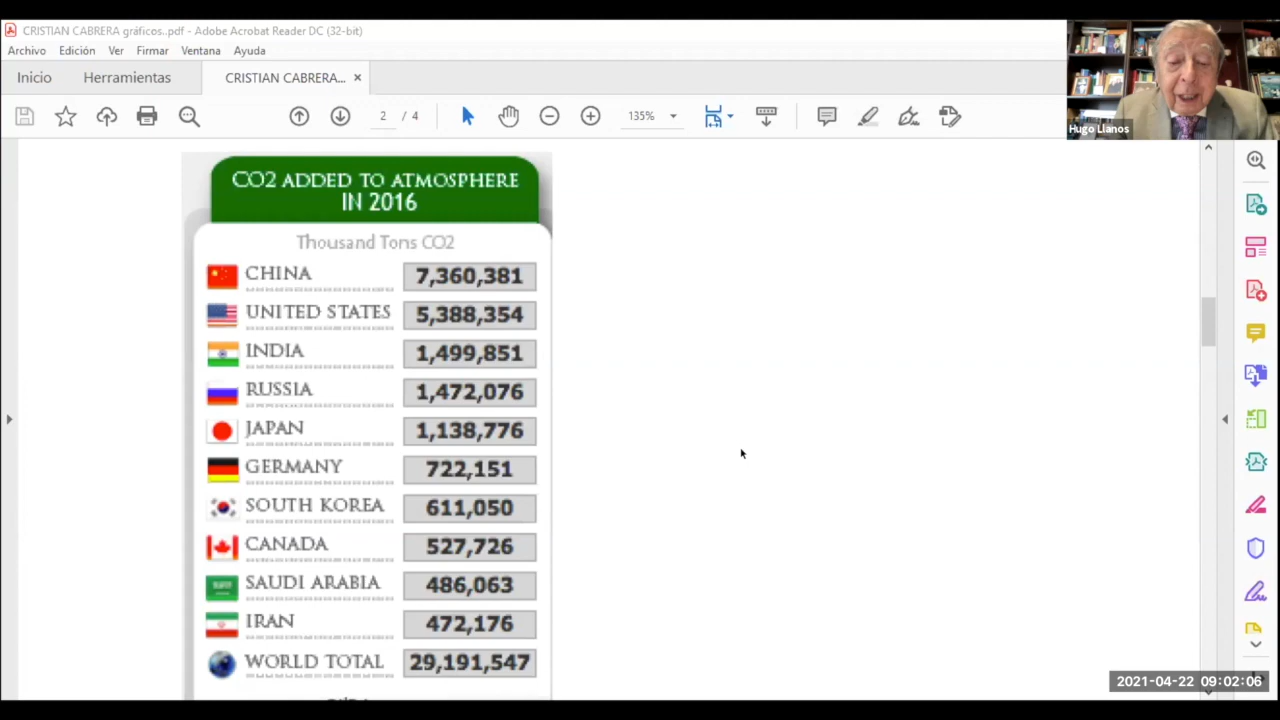 CRISTIAN CABRERA gráficos..pdf - Adobe Acrobat Reader DC (32-bit)
Archivo Edición Ver Firmar Ventana Ayuda
Inicio Herramientas CRISTIAN CABRERA... ×
2 / 4 135%
Hugo Llanos
CO2 ADDED TO ATMOSPHERE
IN 2016
Thousand Tons CO2
CHINA 7,360,381
UNITED STATES 5,388,354
INDIA 1,499,851
RUSSIA 1,472,076
JAPAN 1,138,776
GERMANY 722,151
SOUTH KOREA 611,050
CANADA 527,726
SAUDI ARABIA 486,063
IRAN 472,176
WORLD TOTAL 29,191,547
2021-04-22 09:02:06